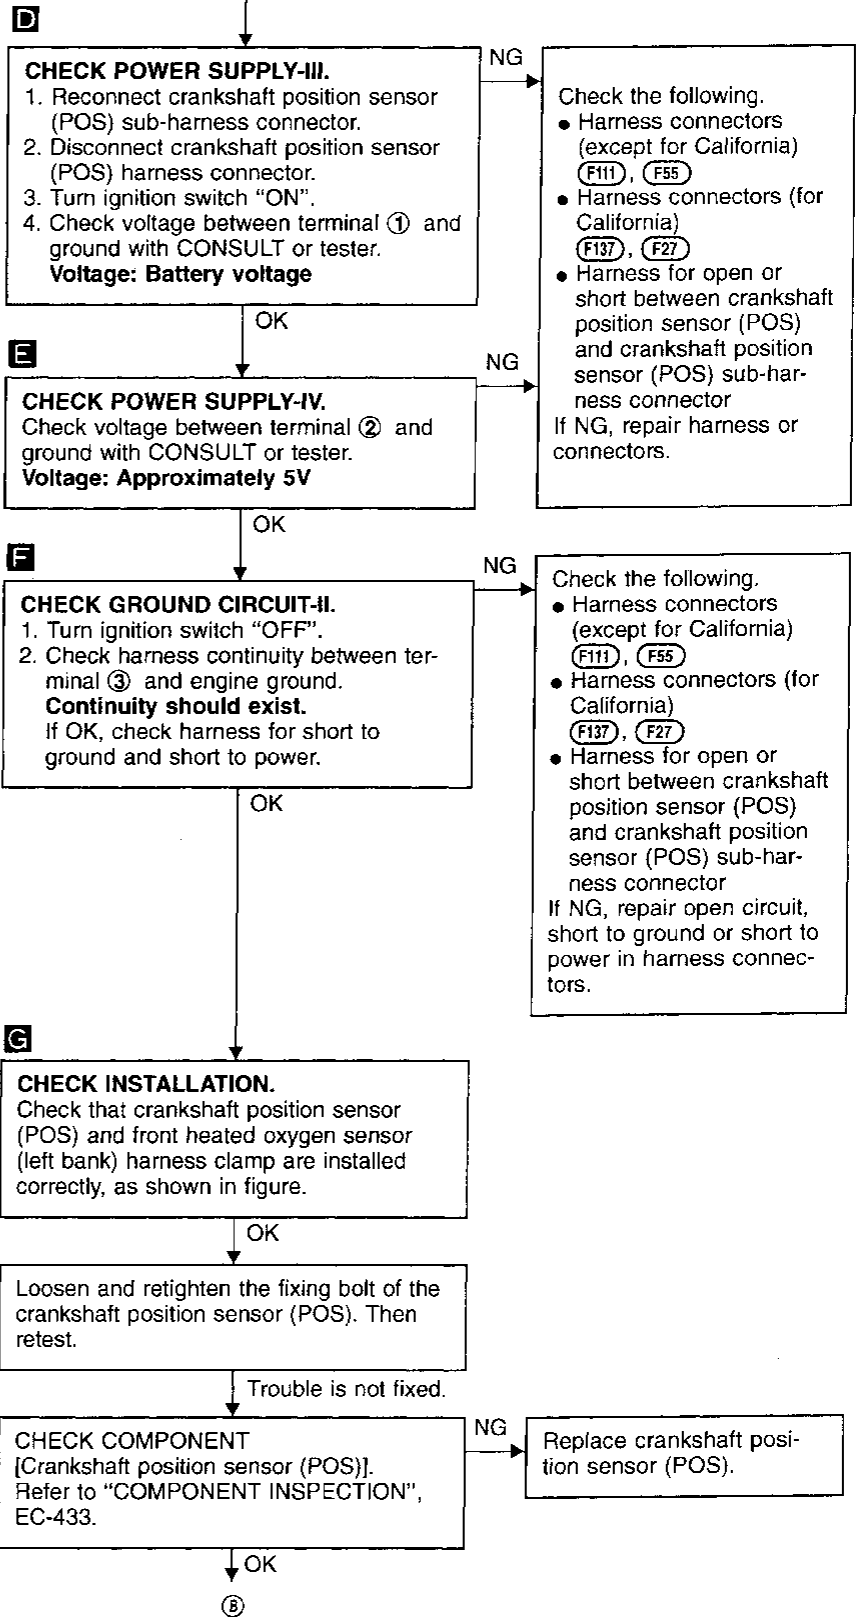 D
CHECK POWER SUPPLY-III.
1. Reconnect crankshaft position sensor
(POS) sub-harness connector.
2. Disconnect crankshaft position sensor
(POS) harness connector.
3. Turn ignition switch “ON”.
4. Check voltage between terminal ① and
ground with CONSULT or tester.
Voltage: Battery voltage
NG
Check the following.
● Harness connectors
(except for California)
F111, F55
● Harness connectors (for
California)
F137, F27
● Harness for open or
short between crankshaft
position sensor (POS)
and crankshaft position
sensor (POS) sub-har-
ness connector
If NG, repair harness or
connectors.
OK
E
CHECK POWER SUPPLY-IV.
Check voltage between terminal ② and
ground with CONSULT or tester.
Voltage: Approximately 5V
NG
OK
F
CHECK GROUND CIRCUIT-II.
1. Turn ignition switch “OFF”.
2. Check harness continuity between ter-
minal ③ and engine ground.
Continuity should exist.
If OK, check harness for short to
ground and short to power.
NG
Check the following.
● Harness connectors
(except for California)
F111, F55
● Harness connectors (for
California)
F137, F27
● Harness for open or
short between crankshaft
position sensor (POS)
and crankshaft position
sensor (POS) sub-har-
ness connector
If NG, repair open circuit,
short to ground or short to
power in harness connec-
tors.
OK
G
CHECK INSTALLATION.
Check that crankshaft position sensor
(POS) and front heated oxygen sensor
(left bank) harness clamp are installed
correctly, as shown in figure.
OK
Loosen and retighten the fixing bolt of the
crankshaft position sensor (POS). Then
retest.
Trouble is not fixed.
CHECK COMPONENT
[Crankshaft position sensor (POS)].
Refer to “COMPONENT INSPECTION”,
EC-433.
NG
Replace crankshaft posi-
tion sensor (POS).
OK
Ⓑ